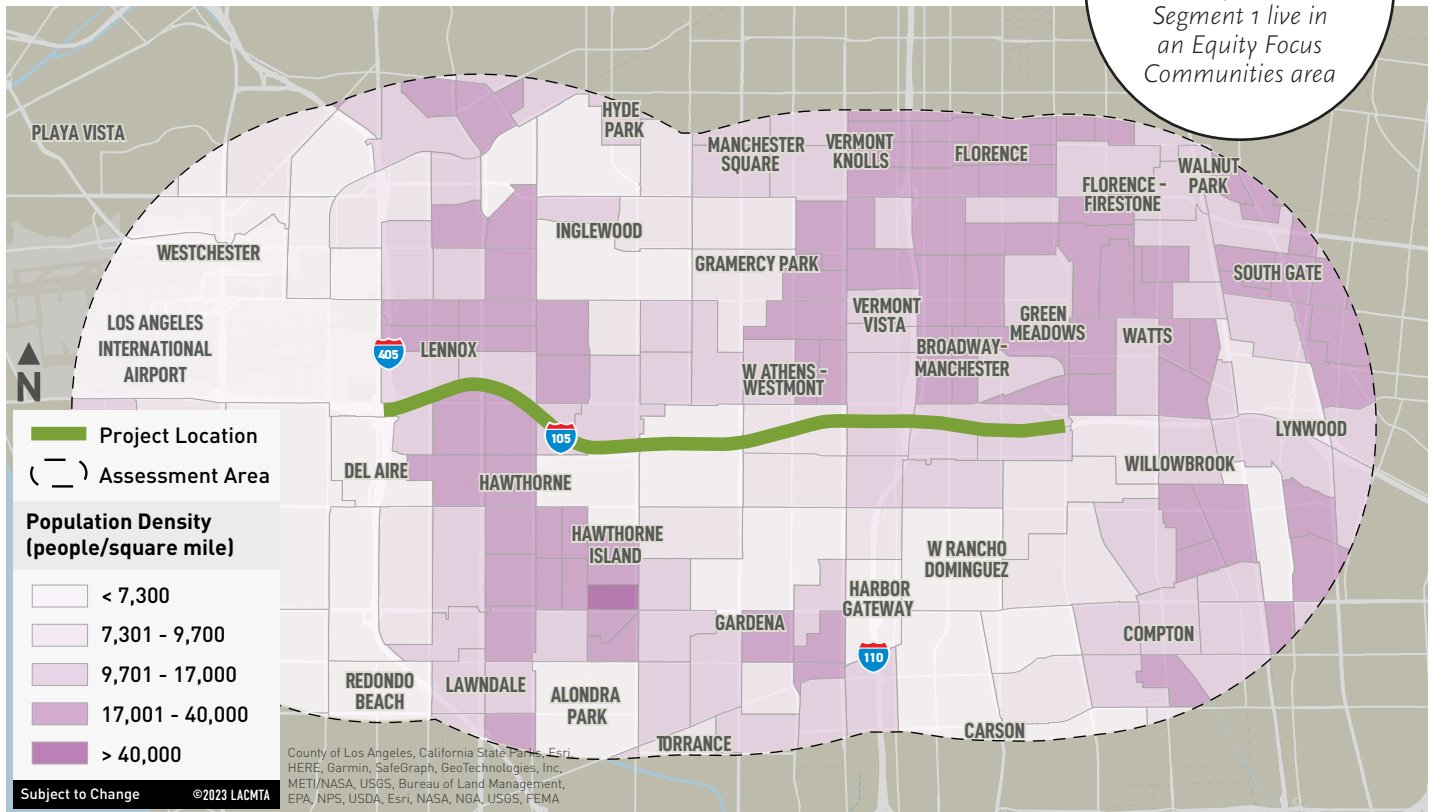 Segment 1 live in
an Equity Focus
Communities area
PLAYA VISTA
HYDE
PARK
MANCHESTER
SQUARE
VERMONT
KNOLLS
FLORENCE
FLORENCE -
FIRESTONE
WALNUT
PARK
WESTCHESTER
INGLEWOOD
GRAMERCY PARK
SOUTH GATE
LOS ANGELES
INTERNATIONAL
AIRPORT
405
LENNOX
VERMONT
VISTA
GREEN
MEADOWS
WATTS
BROADWAY-
MANCHESTER
W ATHENS -
WESTMONT
N
105
LYNWOOD
DEL AIRE
HAWTHORNE
WILLOWBROOK
HAWTHORNE
ISLAND
W RANCHO
DOMINGUEZ
HARBOR
GATEWAY
GARDENA
COMPTON
110
REDONDO
BEACH
LAWNDALE
ALONDRA
PARK
TORRANCE
CARSON
Project Location
Assessment Area
Population Density
(people/square mile)
< 7,300
7,301 - 9,700
9,701 - 17,000
17,001 - 40,000
> 40,000
Subject to Change ©2023 LACMTA
County of Los Angeles, California State Parks, Esri,
HERE, Garmin, SafeGraph, GeoTechnologies, Inc,
METI/NASA, USGS, Bureau of Land Management,
EPA, NPS, USDA, Esri, NASA, NGA, USGS, FEMA